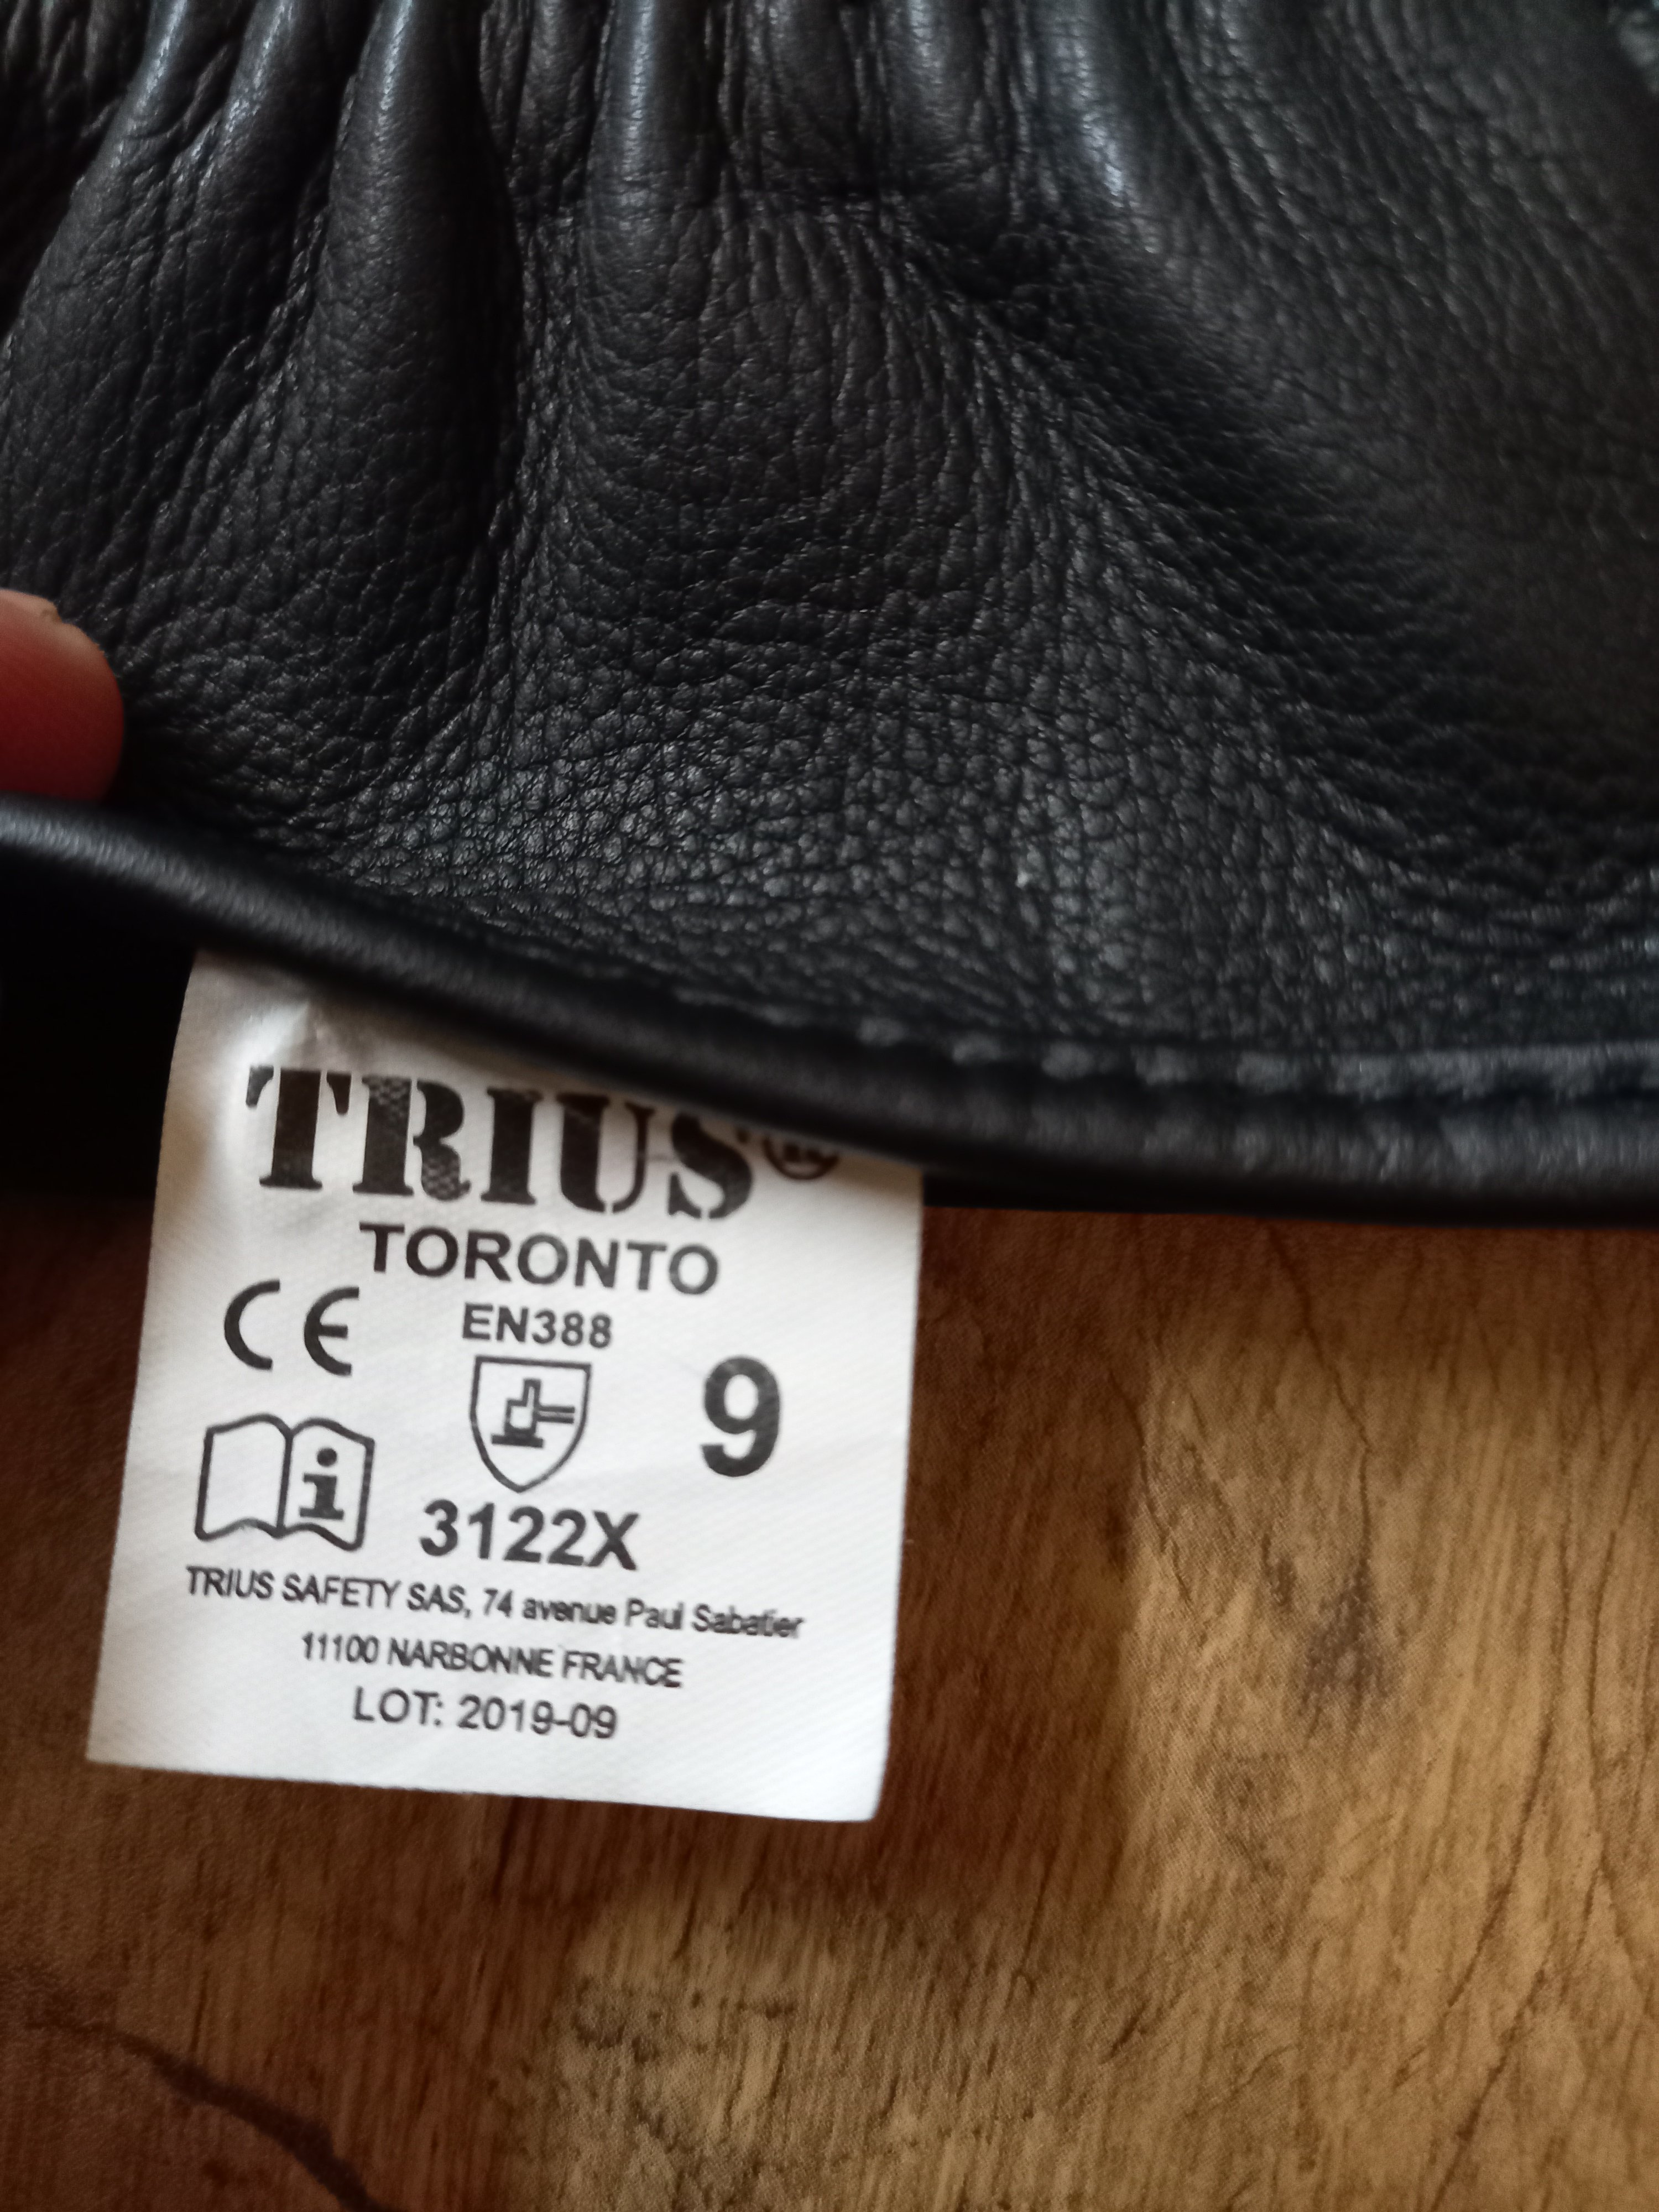 TRIUS®
TORONTO
CE
EN388
9
i
3122X
TRIUS SAFETY SAS, 74 avenue Paul Sabatier
11100 NARBONNE FRANCE
LOT: 2019-09